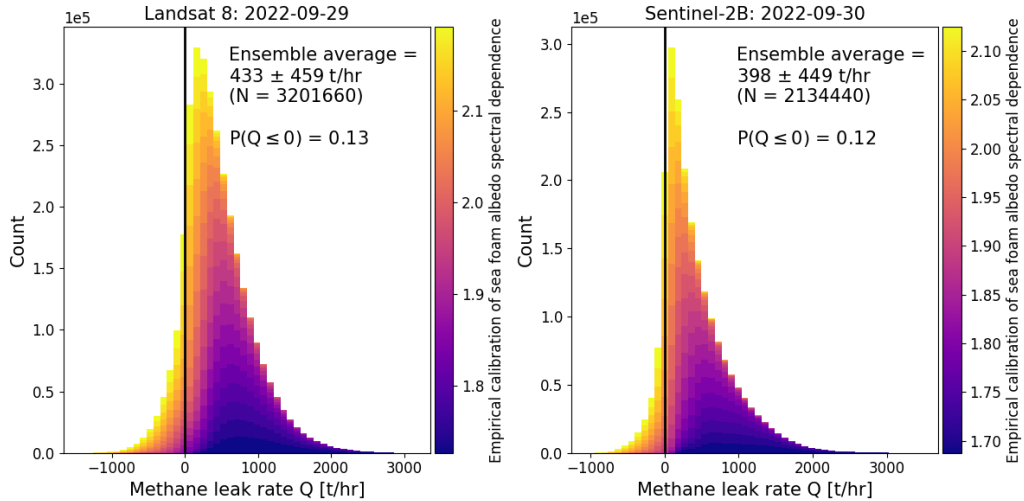 Landsat 8: 2022-09-29
1e5
Ensemble average =
433 ± 459 t/hr
(N = 3201660)
P(Q ≤ 0) = 0.13
Count
3.0
2.5
2.0
1.5
1.0
0.5
0.0
−1000
0
1000
2000
3000
Methane leak rate Q [t/hr]
2.1
2.0
1.9
1.8
Empirical calibration of sea foam albedo spectral dependence
Sentinel-2B: 2022-09-30
1e5
Ensemble average =
398 ± 449 t/hr
(N = 2134440)
P(Q ≤ 0) = 0.12
Count
3.0
2.5
2.0
1.5
1.0
0.5
0.0
−1000
0
1000
2000
3000
Methane leak rate Q [t/hr]
2.10
2.05
2.00
1.95
1.90
1.85
1.80
1.75
1.70
Empirical calibration of sea foam albedo spectral dependence